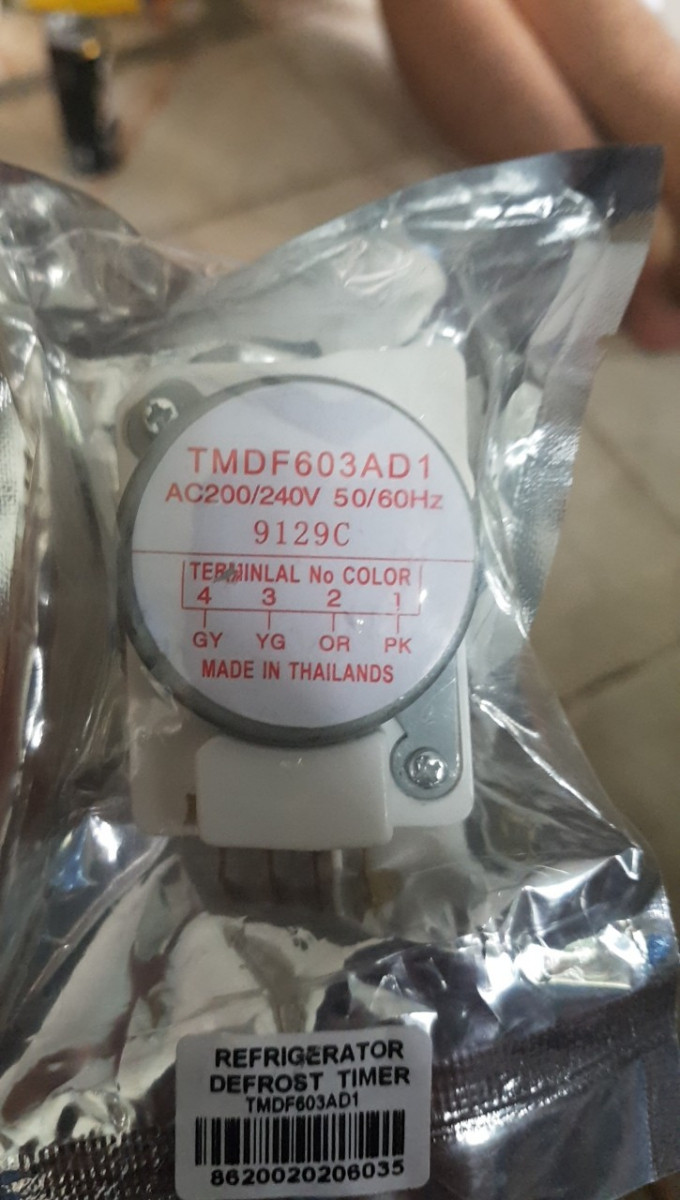 TMDF603AD1
AC200/240V 50/60Hz
9129C
TERMINLAL No COLOR
4 3 2 1
GY YG OR PK
MADE IN THAILANDS
REFRIGERATOR
DEFROST TIMER
TMDF603AD1
8620020206035